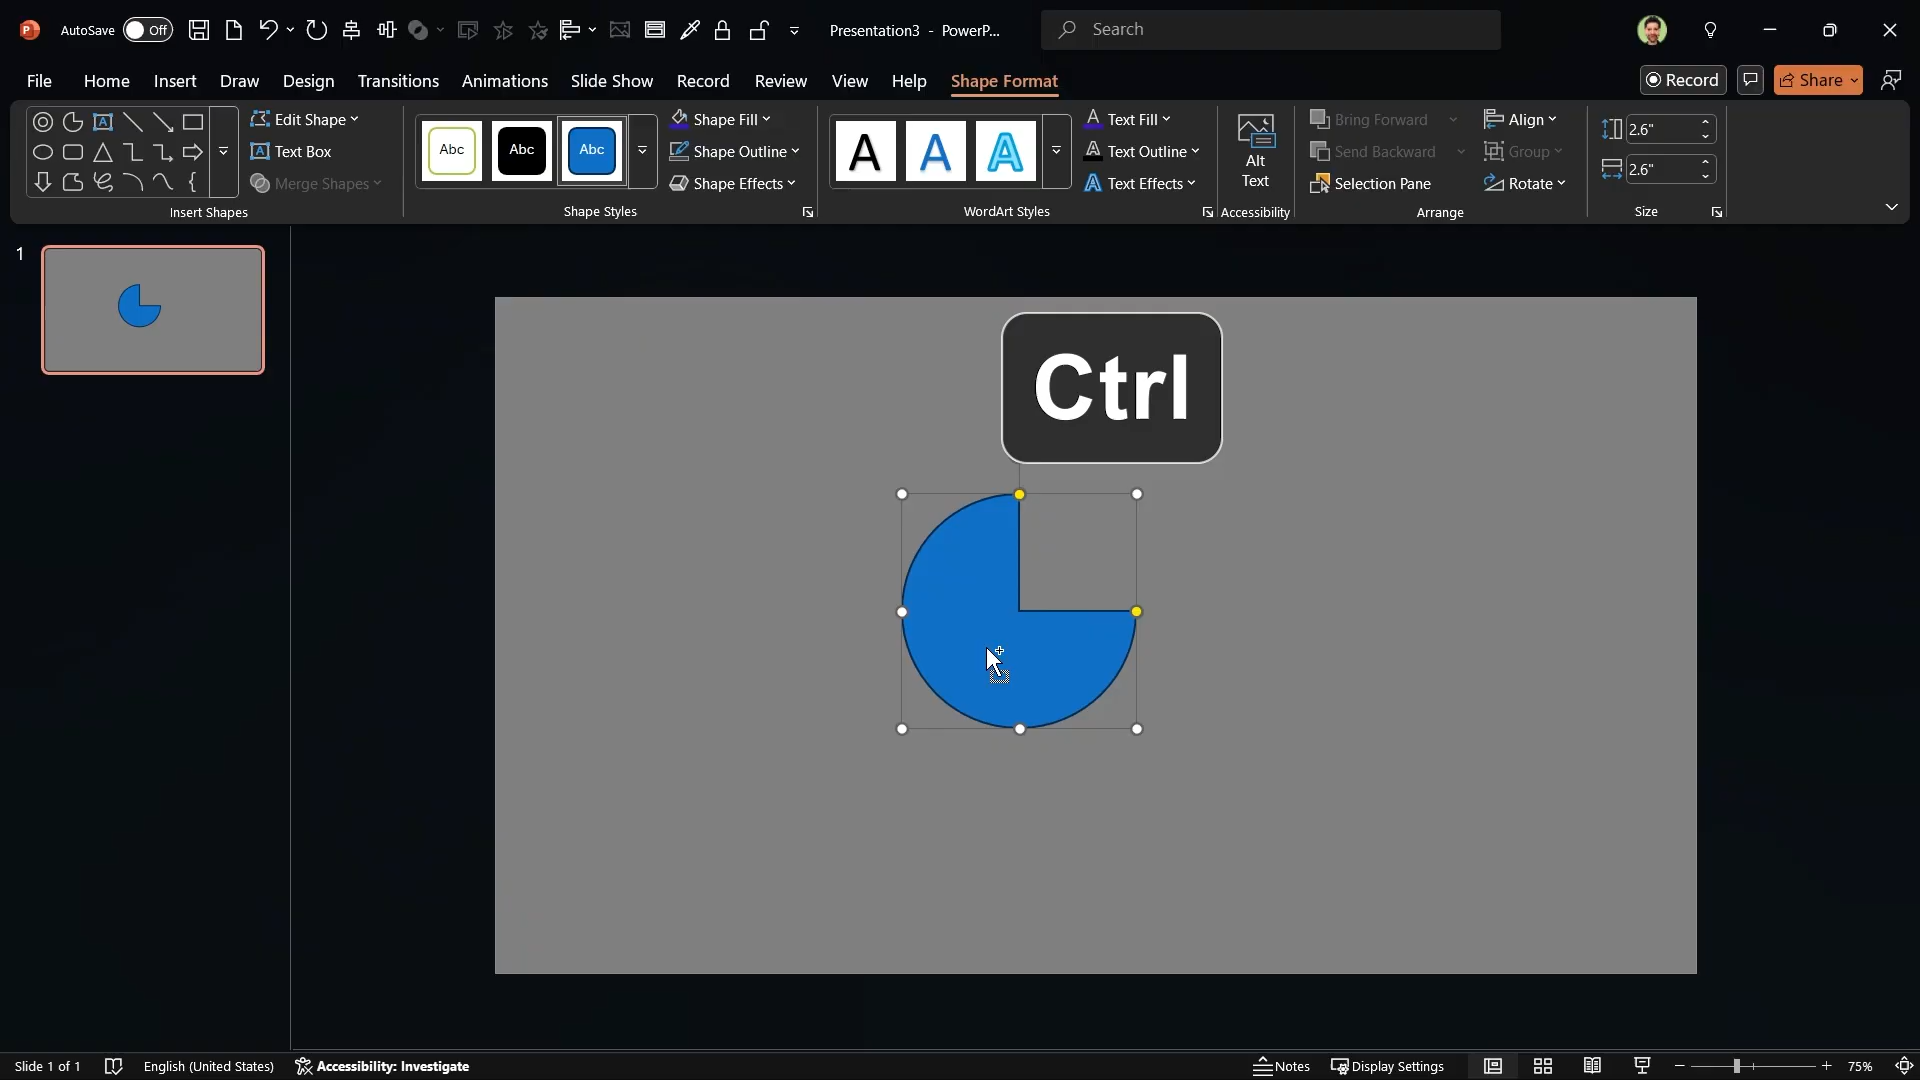 AutoSave Off Presentation3 - PowerP... Search
File Home Insert Draw Design Transitions Animations Slide Show Record Review View Help Shape Format Record Share
Edit Shape Abc Abc Abc Shape Fill A A A Text Fill Bring Forward Align 2.6"
A Text Box Shape Outline Text Outline Alt Text Send Backward Group
Merge Shapes Shape Effects Text Effects Selection Pane Rotate 2.6"
Insert Shapes Shape Styles WordArt Styles Accessibility Arrange Size
1
Ctrl
Slide 1 of 1 English (United States) Accessibility: Investigate Notes Display Settings 75%